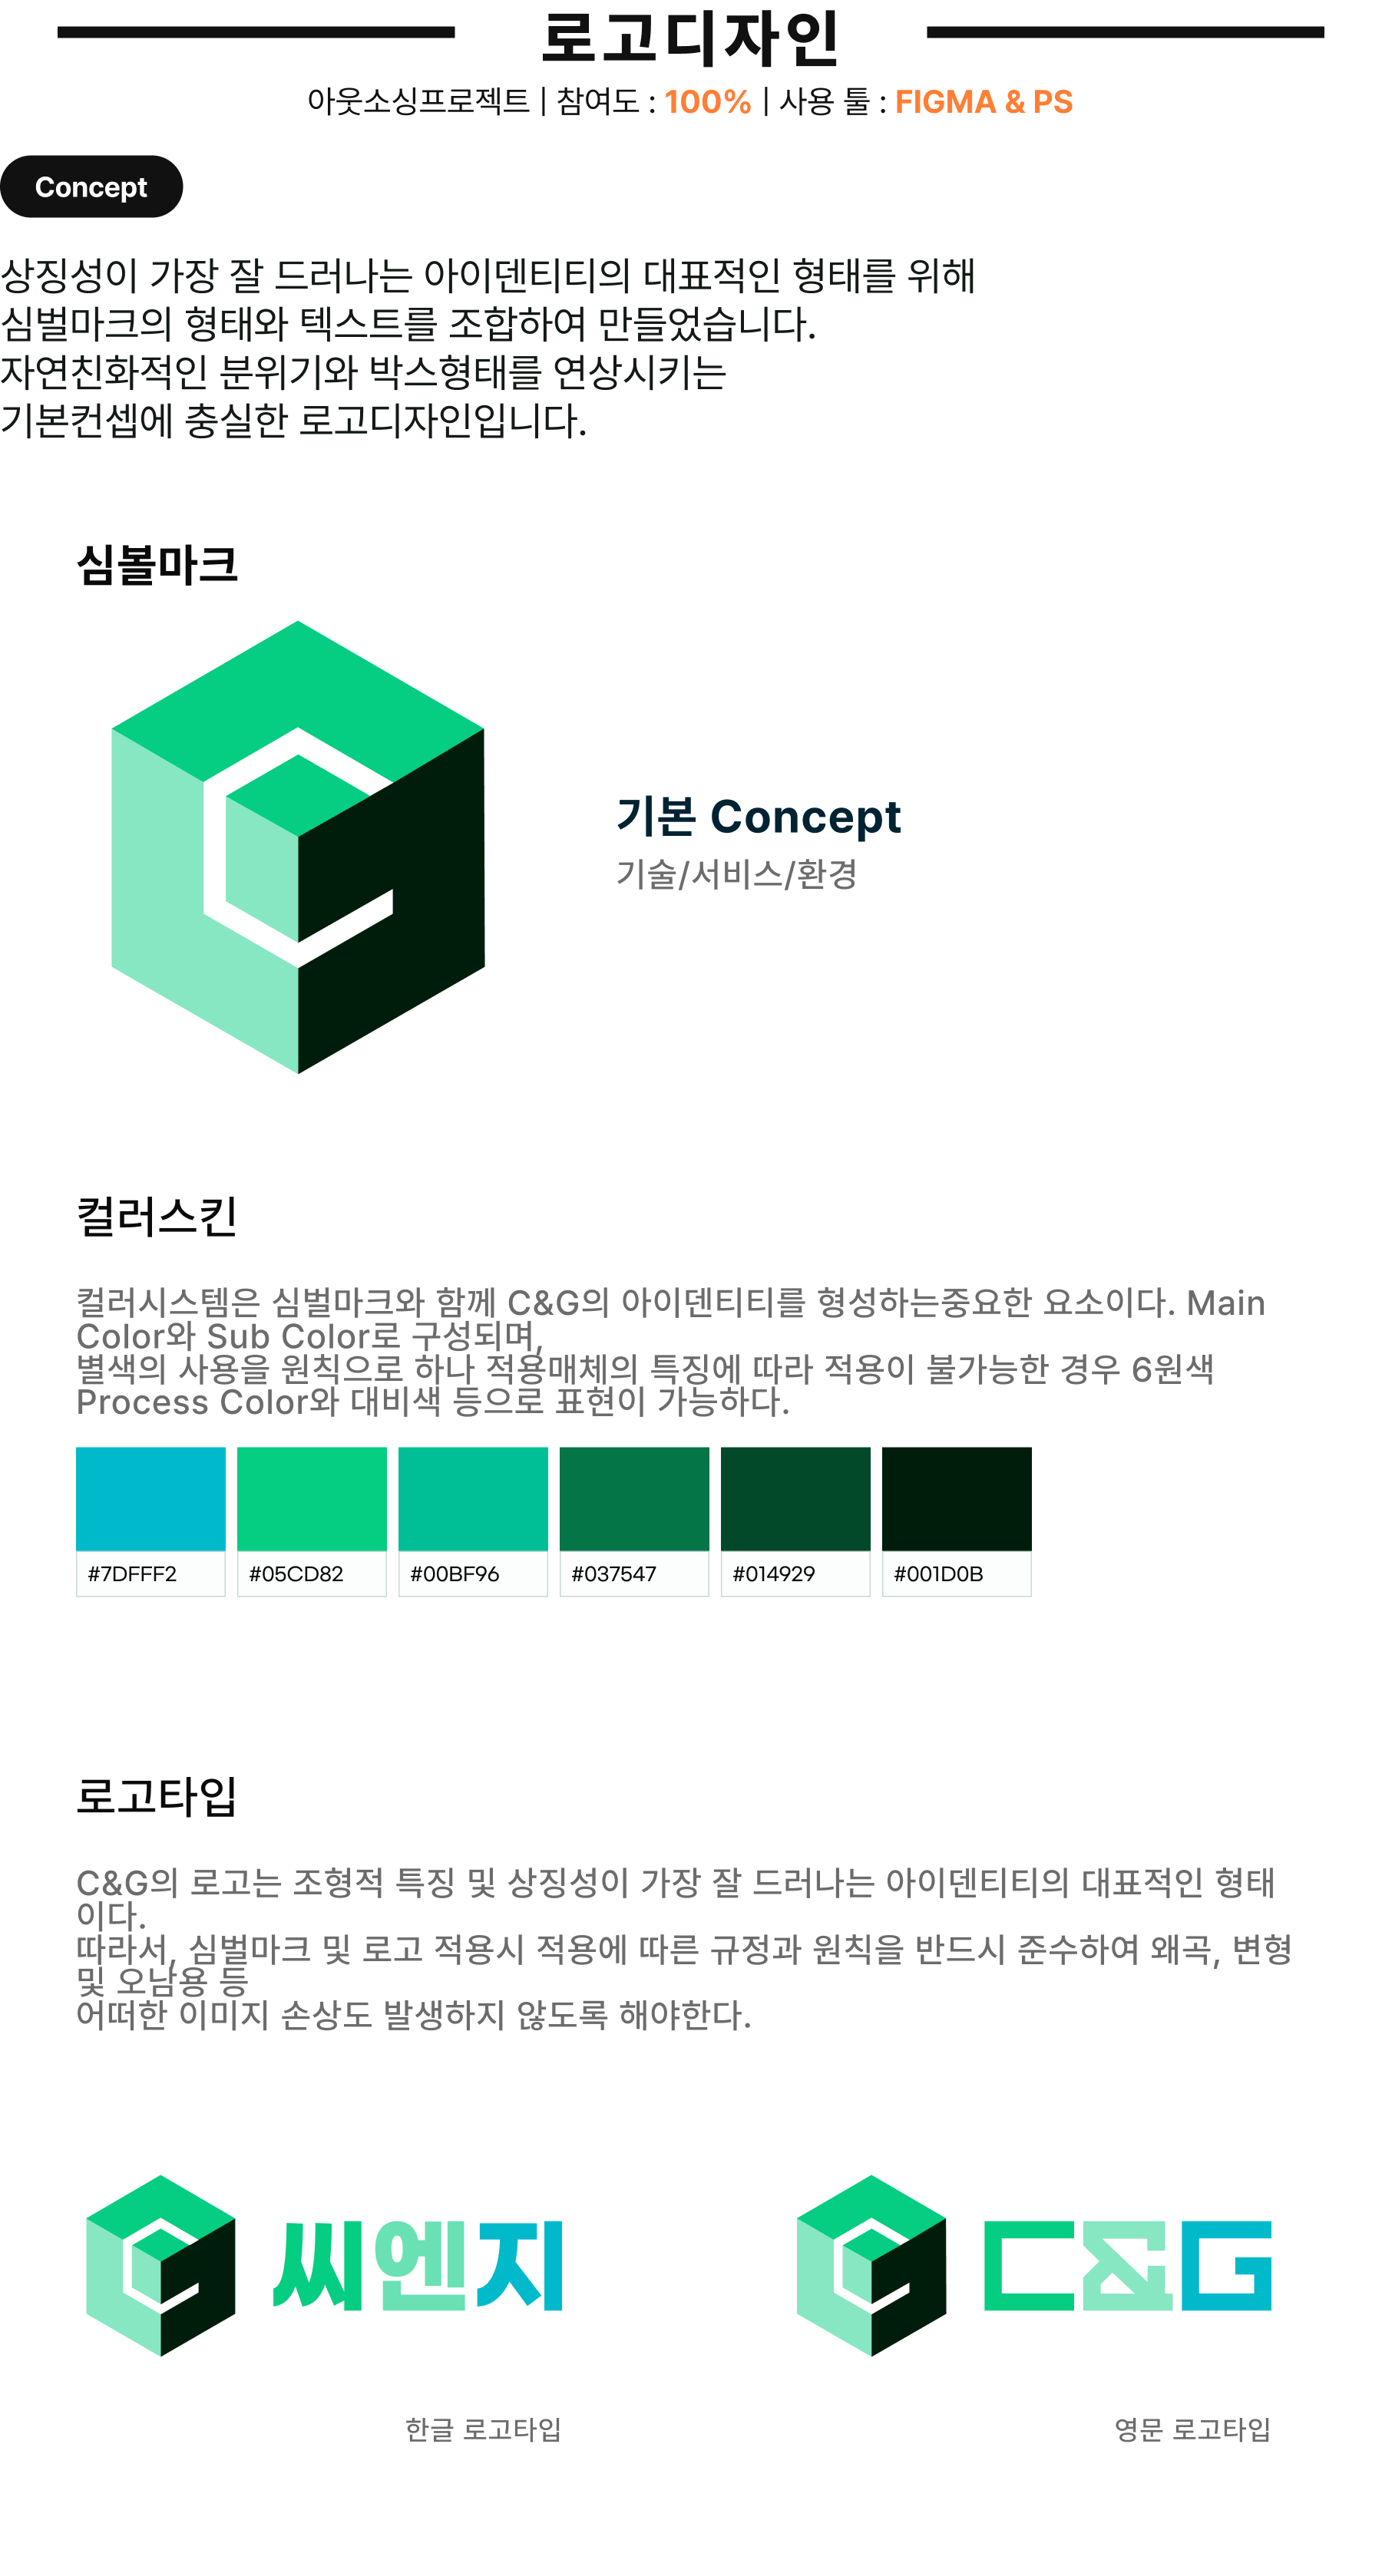 로고디자인
아웃소싱프로젝트 | 참여도 : 100% | 사용 툴 : FIGMA & PS
Concept
상징성이 가장 잘 드러나는 아이덴티티의 대표적인 형태를 위해
심벌마크의 형태와 텍스트를 조합하여 만들었습니다.
자연친화적인 분위기와 박스형태를 연상시키는
기본컨셉에 충실한 로고디자인입니다.
심볼마크
기본 Concept
기술/서비스/환경
컬러스킨
컬러시스템은 심벌마크와 함께 C&G의 아이덴티티를 형성하는중요한 요소이다. Main
Color와 Sub Color로 구성되며,
별색의 사용을 원칙으로 하나 적용매체의 특징에 따라 적용이 불가능한 경우 6원색
Process Color와 대비색 등으로 표현이 가능하다.
#7DFFF2 #05CD82 #00BF96 #037547 #014929 #001D0B
로고타입
C&G의 로고는 조형적 특징 및 상징성이 가장 잘 드러나는 아이덴티티의 대표적인 형태
이다.
따라서, 심벌마크 및 로고 적용시 적용에 따른 규정과 원칙을 반드시 준수하여 왜곡, 변형
및 오남용 등
어떠한 이미지 손상도 발생하지 않도록 해야한다.
씨엔지
C&G
한글 로고타입
영문 로고타입